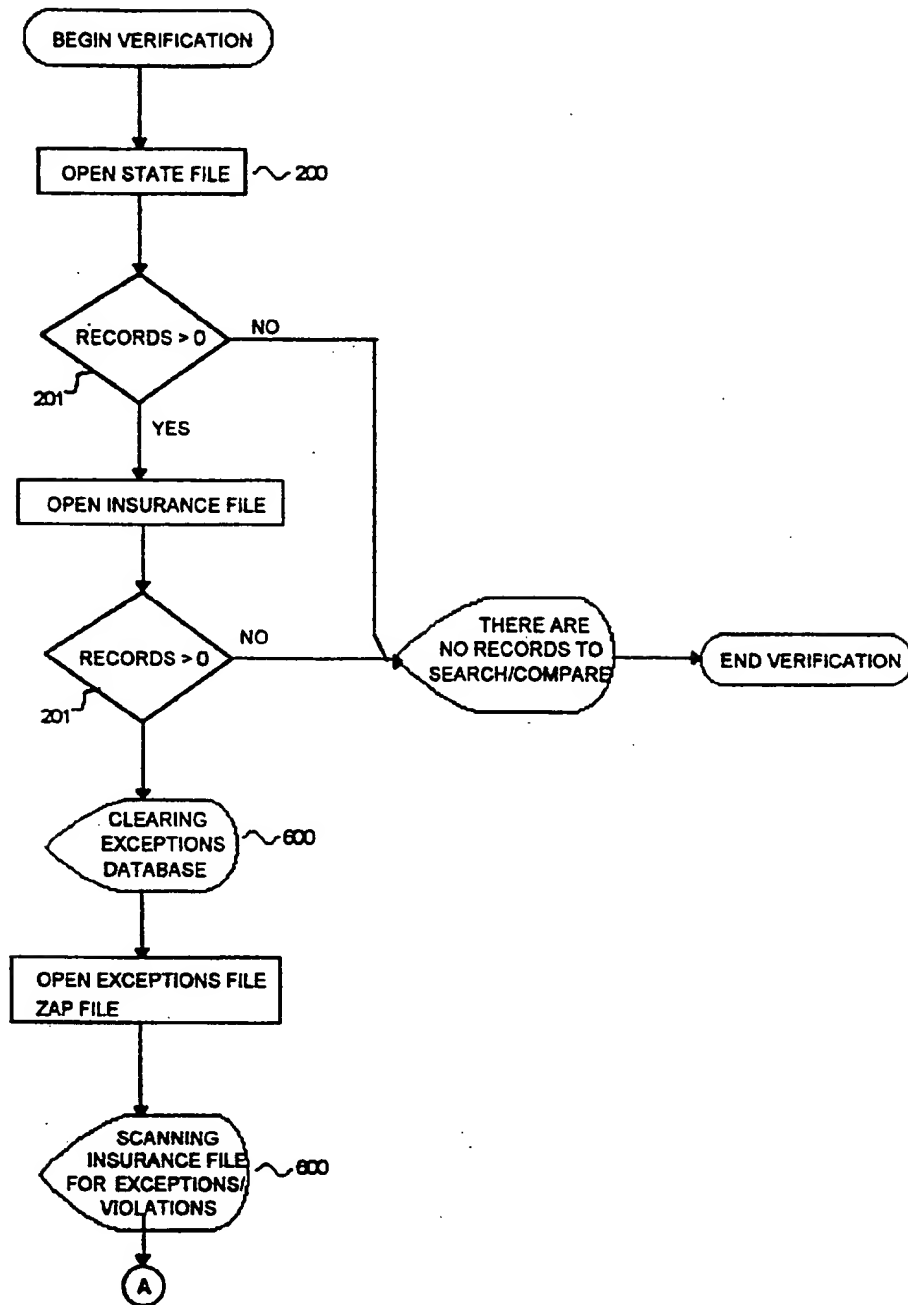 BEGIN VERIFICATION
OPEN STATE FILE
200
RECORDS > 0
NO
201
YES
OPEN INSURANCE FILE
RECORDS > 0
NO
201
THERE ARE
NO RECORDS TO
SEARCH/COMPARE
END VERIFICATION
CLEARING
EXCEPTIONS
DATABASE
600
OPEN EXCEPTIONS FILE
ZAP FILE
SCANNING
INSURANCE FILE
FOR EXCEPTIONS/
VIOLATIONS
600
A